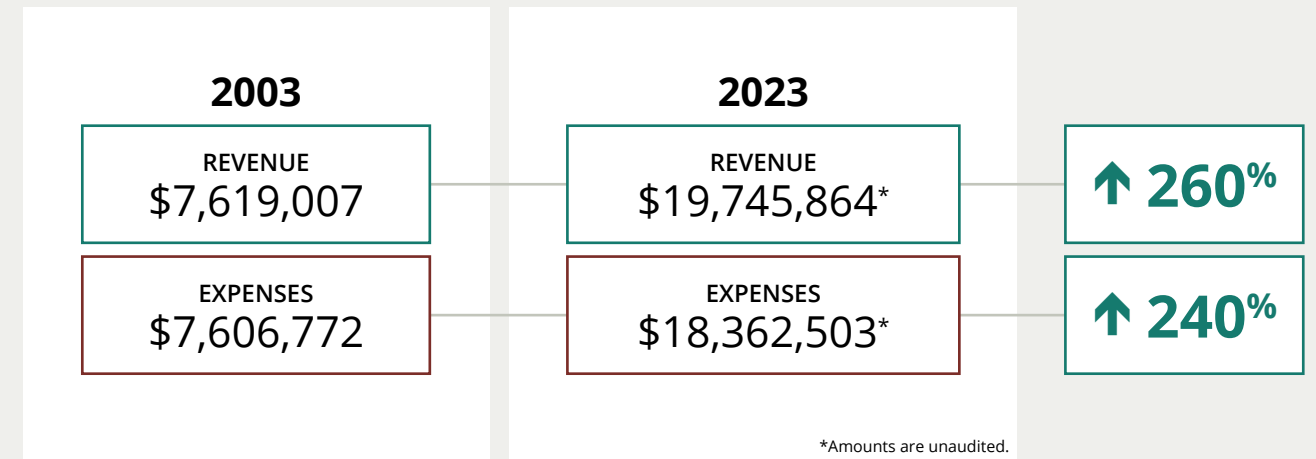 2003
REVENUE
$7,619,007
EXPENSES
$7,606,772
2023
REVENUE
$19,745,864*
EXPENSES
$18,362,503*
*Amounts are unaudited.
260%
240%